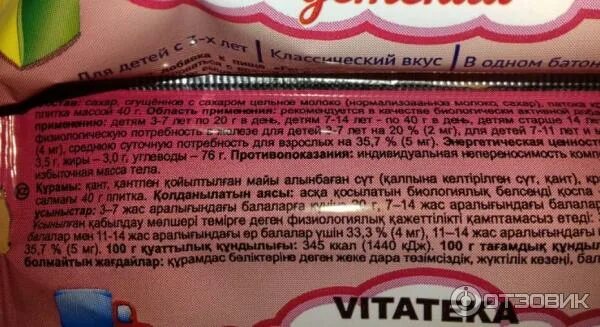 детский
Для детей с 3-х лет | Классический вкус | В одном батон
добавка к пище
Состав: сахар, сгущённое с сахаром цельное молоко (нормализованное молоко, сахар), патока
плитка массой 40 г. Область применения: рекомендуется в качестве биологически активной
применению: детям 3-7 лет по 20 г в день, детям 7-14 лет - по 40 г в день, детям старше 14 лет
физиологическую потребность в железе для детей 3-7 лет на 20 % (2 мг), для детей 7-11 лет и
(4 мг), среднюю суточную потребность для взрослых на 35,7 % (5 мг). Энергетическая ценность
3,5 г, жиры - 3,0 г, углеводы – 76 г. Противопоказания: индивидуальная непереносимость
избыточная масса тела.
Құрамы: қант, қантпен қойылтылған майы алынбаған сүт (қалпына келтірілген сүт, қант),
салмағы 40 г плитка. Қолданылатын аясы: асқа қосылатын биологиялық белсенді қоспа
ұсыныстар: 3–7 жас аралығындағы балаларға күніне 20 г, 7–14 жас аралығындағы
Ұсынылған қабылдау мөлшері темірге деген физиологиялық қажеттілікті қамтамасыз етеді:
балалар мен 11-14 жас аралығындағы ер балалар үшін 33,3 % (4 мг), 11–14 жас аралығындағы
35,7 % (5 мг). 100 г қуаттылық құндылығы: 345 ккал (1440 кДж). 100 г тағамдық
болмайтын жағдайлар: құрамдас бөліктеріне деген жеке дара төзімсіздік, жүктілік кезеңі,
VITATEKA
ОТЗОВИК